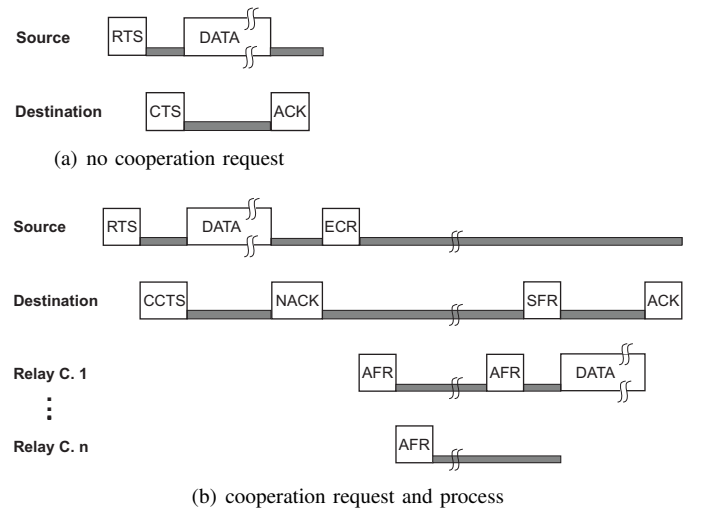 Source RTS DATA
Destination CTS ACK
(a) no cooperation request
Source RTS DATA ECR
Destination CCTS NACK SFR ACK
Relay C. 1 AFR AFR DATA
Relay C. n AFR
(b) cooperation request and process